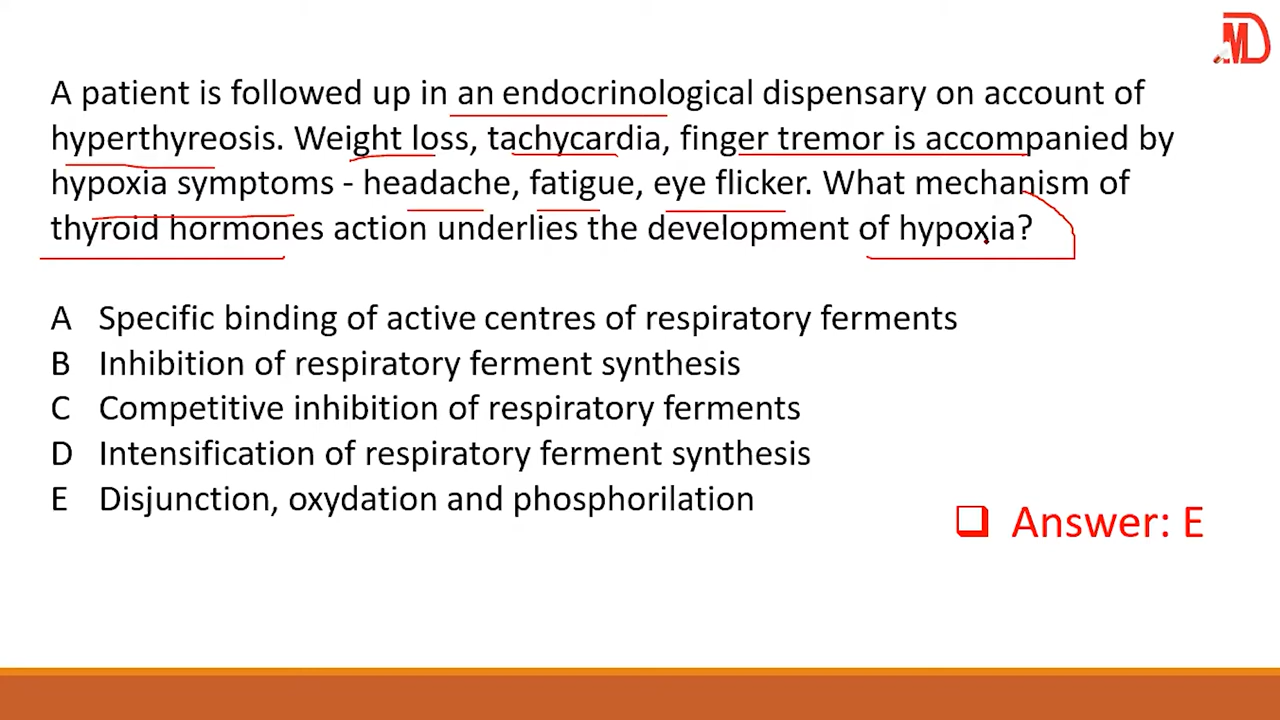 MD
A patient is followed up in an endocrinological dispensary on account of
hyperthyreosis. Weight loss, tachycardia, finger tremor is accompanied by
hypoxia symptoms - headache, fatigue, eye flicker. What mechanism of
thyroid hormones action underlies the development of hypoxia?
A Specific binding of active centres of respiratory ferments
B Inhibition of respiratory ferment synthesis
C Competitive inhibition of respiratory ferments
D Intensification of respiratory ferment synthesis
E Disjunction, oxydation and phosphorilation
❑ Answer: E